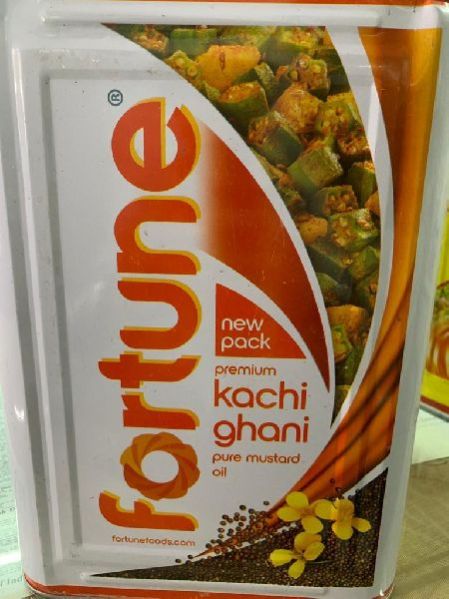 fortune®
new
pack
premium
kachi
ghani
pure mustard
oil
fortunefoods.com